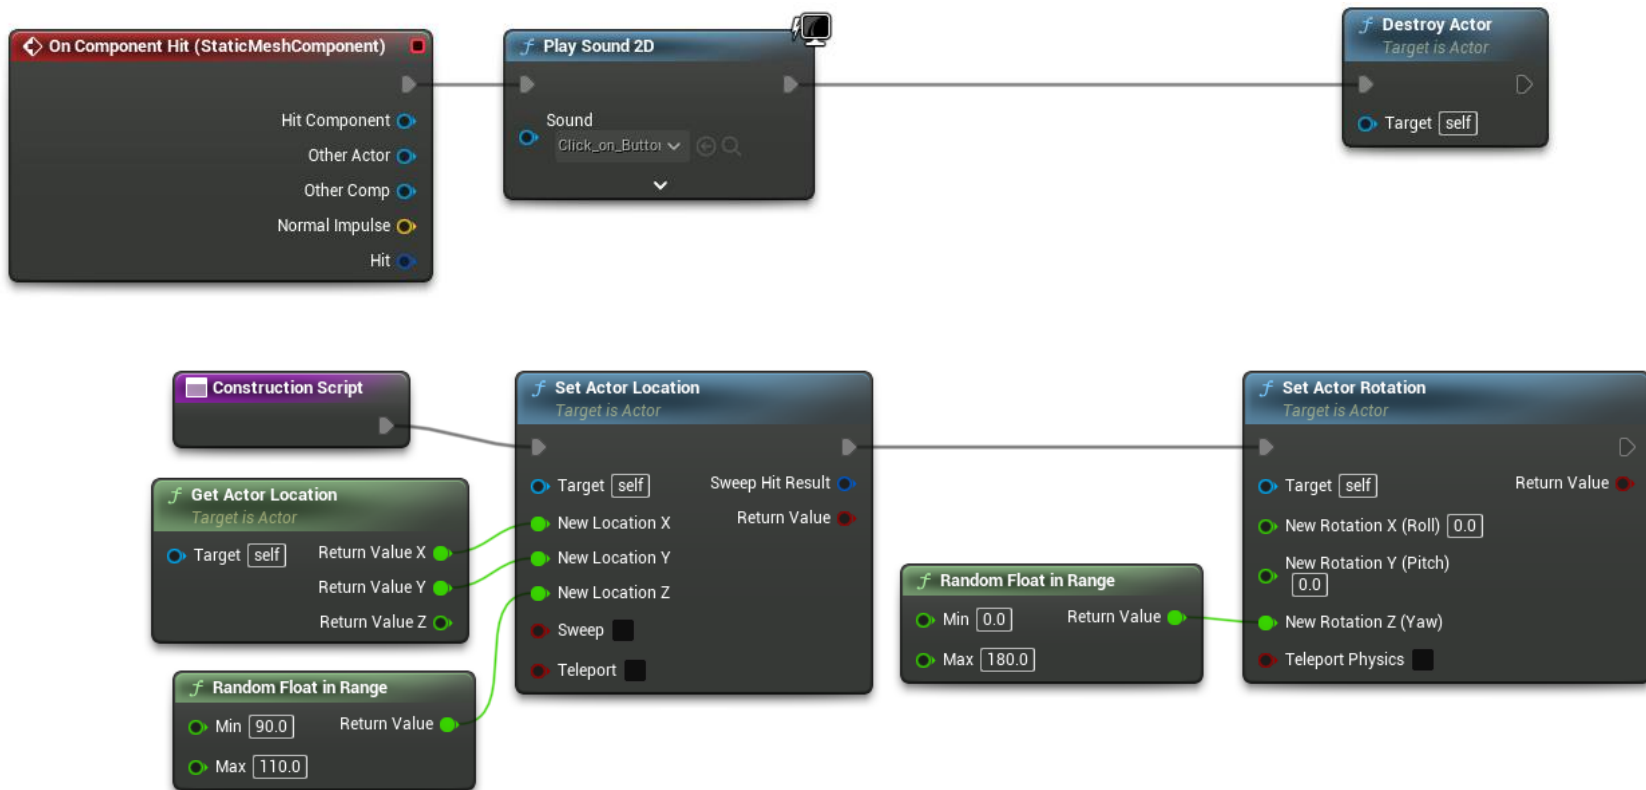 On Component Hit (StaticMeshComponent)
Hit Component
Other Actor
Other Comp
Normal Impulse
Hit
Play Sound 2D
Sound
Click_on_Buttor
Destroy Actor
Target is Actor
Target self
Construction Script
Get Actor Location
Target is Actor
Target self
Return Value X
Return Value Y
Return Value Z
Random Float in Range
Min 90.0
Return Value
Max 110.0
Set Actor Location
Target is Actor
Target self
Sweep Hit Result
New Location X
Return Value
New Location Y
New Location Z
Sweep
Teleport
Random Float in Range
Min 0.0
Return Value
Max 180.0
Set Actor Rotation
Target is Actor
Target self
Return Value
New Rotation X (Roll) 0.0
New Rotation Y (Pitch)
0.0
New Rotation Z (Yaw)
Teleport Physics